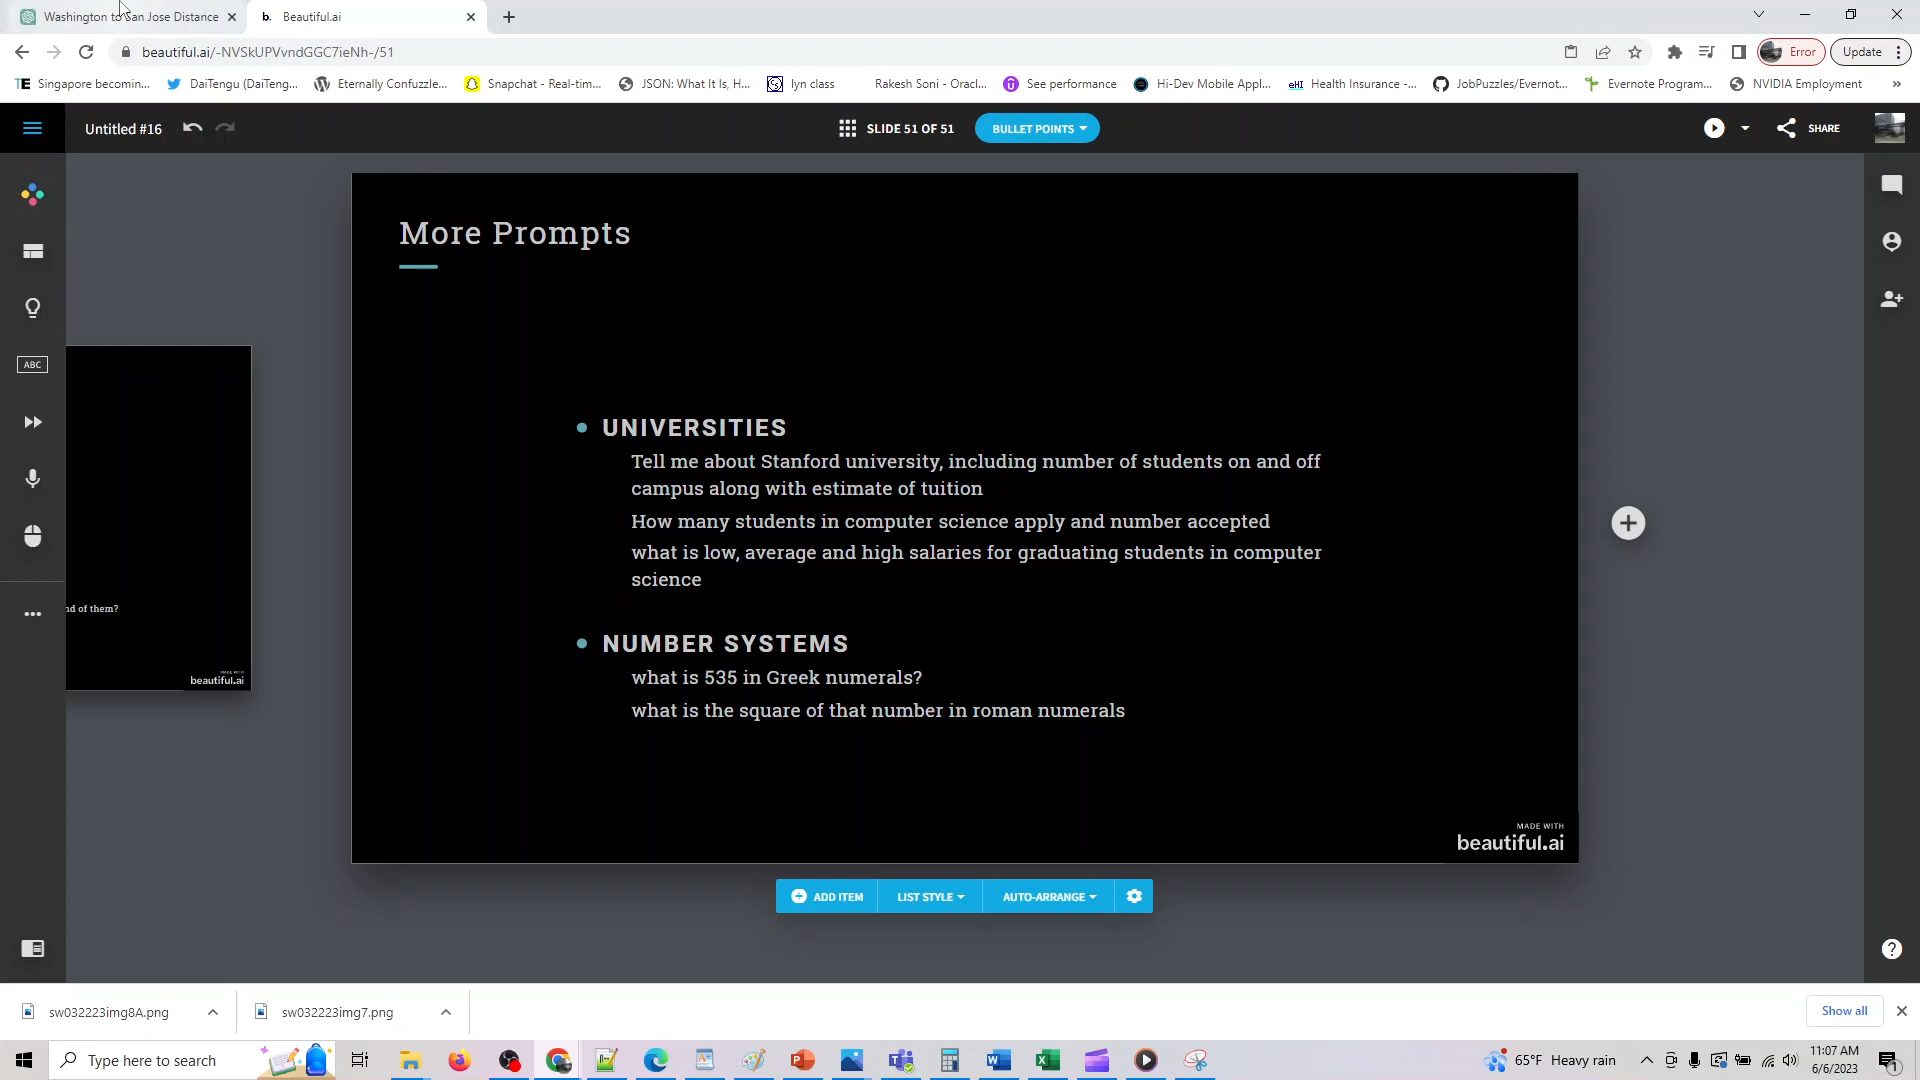 Washington to San Jose Distance
b. Beautiful.ai
beautiful.ai/-NVSkUPVvndGGC7ieNh-/51
Error
Update
TE Singapore becomin...
DaiTengu (DaiTeng...
Eternally Confuzzle...
Snapchat - Real-tim...
JSON: What It Is, H...
lyn class
Rakesh Soni - Oracl...
See performance
Hi-Dev Mobile Appl...
eHI Health Insurance -...
JobPuzzles/Evernot...
Evernote Program...
NVIDIA Employment
»
Untitled #16
SLIDE 51 OF 51
BULLET POINTS
SHARE
More Prompts
ABC
UNIVERSITIES
Tell me about Stanford university, including number of students on and off
campus along with estimate of tuition
How many students in computer science apply and number accepted
what is low, average and high salaries for graduating students in computer
science
nd of them?
NUMBER SYSTEMS
what is 535 in Greek numerals?
what is the square of that number in roman numerals
MADE WITH
beautiful.ai
MADE WITH
beautiful.ai
ADD ITEM
LIST STYLE
AUTO-ARRANGE
sw032223img8A.png
sw032223img7.png
Show all
Type here to search
65°F Heavy rain
11:07 AM
6/6/2023
1